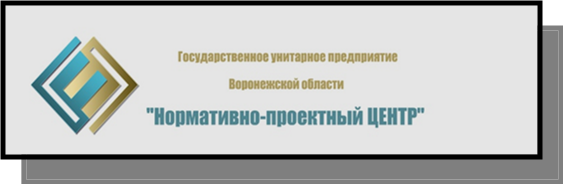 Государственное унитарное предприятие
Воронежской области
"Нормативно-проектный ЦЕНТР"